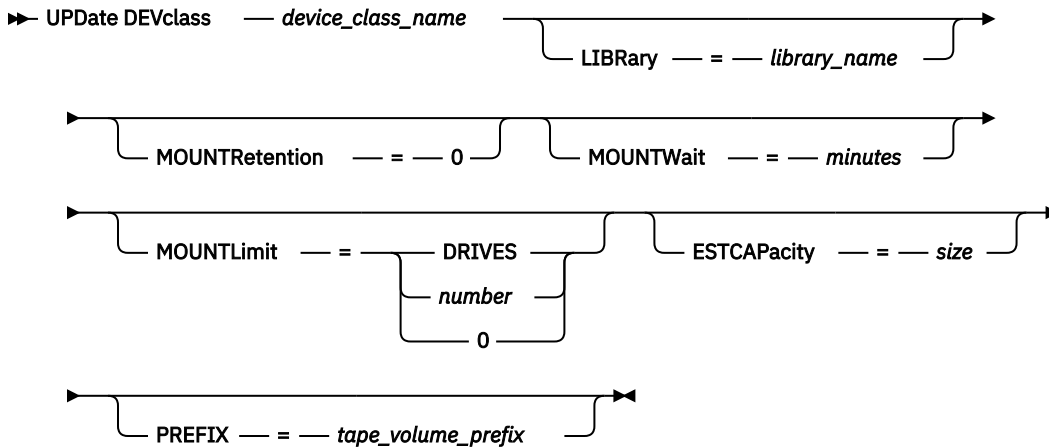 UPDate DEVclass device_class_name
LIBRary = library_name
MOUNTRetention = 0 MOUNTWait = minutes
MOUNTLimit = DRIVES ESTCAPacity = size
number
0
PREFIX = tape_volume_prefix